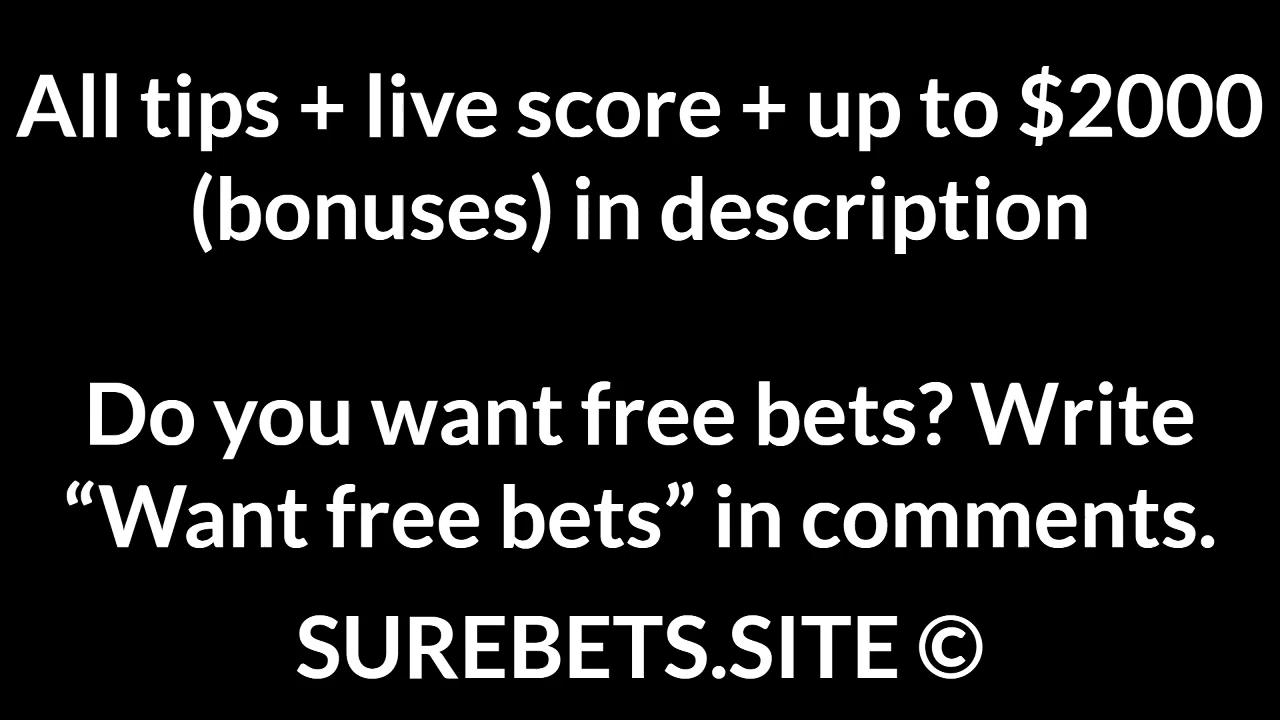 All tips + live score + up to $2000
(bonuses) in description
Do you want free bets? Write
“Want free bets” in comments.
SUREBETS.SITE ©